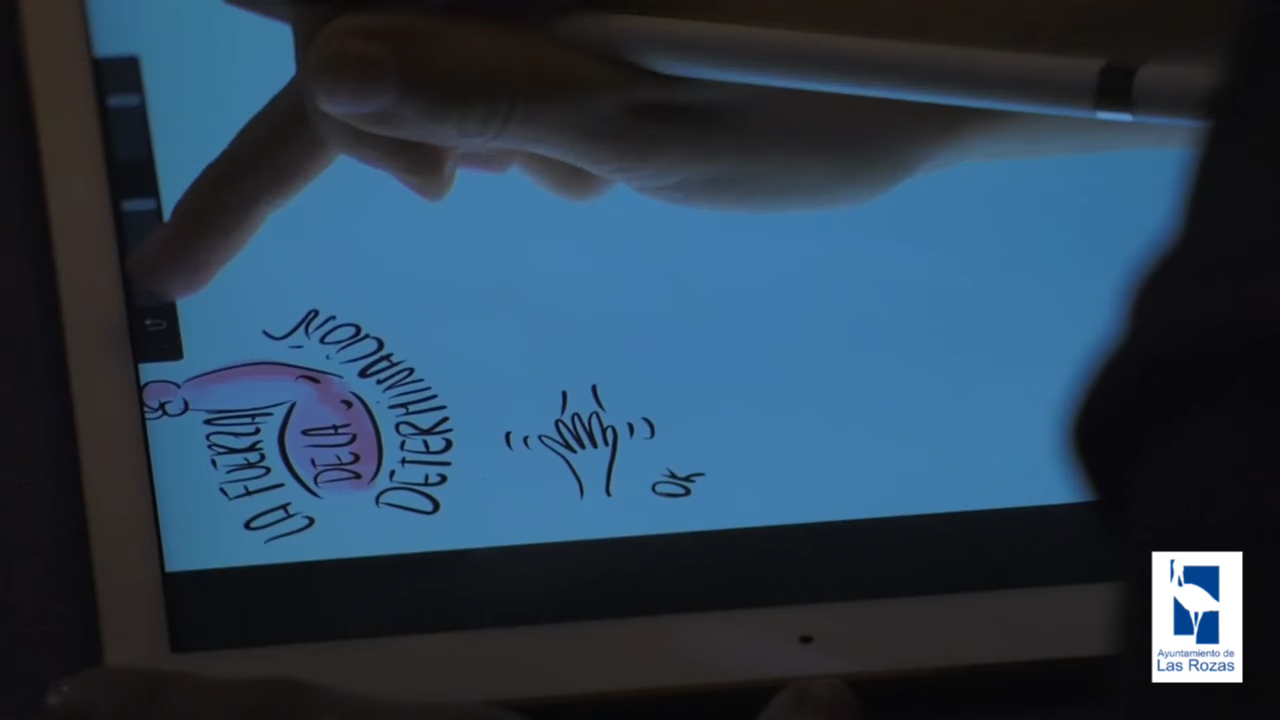 LA FUERZA
DE LA
DETERMINACIÓN
OK
Ayuntamiento de
Las Rozas